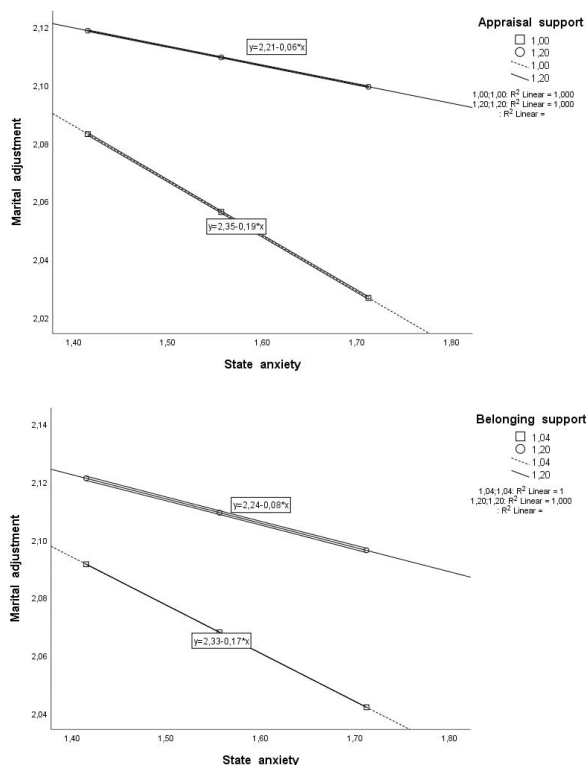 Appraisal support
1,00
1,20
1,00
1,20
1,00;1,00: R² Linear = 1,000
1,20;1,20: R² Linear = 1,000
: R² Linear =
Marital adjustment
2,12
2,10
2,08
2,06
2,04
2,02
y=2,21-0,06*x
y=2,35-0,19*x
1,40 1,50 1,60 1,70 1,80
State anxiety
Belonging support
1,04
1,20
1,04
1,20
1,04;1,04: R² Linear = 1
1,20;1,20: R² Linear = 1,000
: R² Linear =
Marital adjustment
2,14
2,12
2,10
2,08
2,06
2,04
y=2,24-0,08*x
y=2,33-0,17*x
1,40 1,50 1,60 1,70 1,80
State anxiety